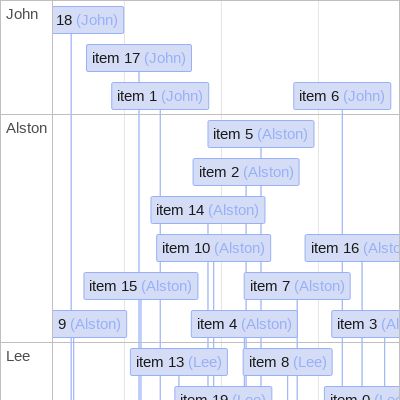 John
18 (John)
item 17 (John)
item 1 (John)
item 6 (John)
Alston
item 5 (Alston)
item 2 (Alston)
item 14 (Alston)
item 10 (Alston)
item 16 (Alsto
item 15 (Alston)
item 7 (Alston)
9 (Alston)
item 4 (Alston)
item 3 (Al
Lee
item 13 (Lee)
item 8 (Lee)
item 19 (Lee)
item 0 (Lee)